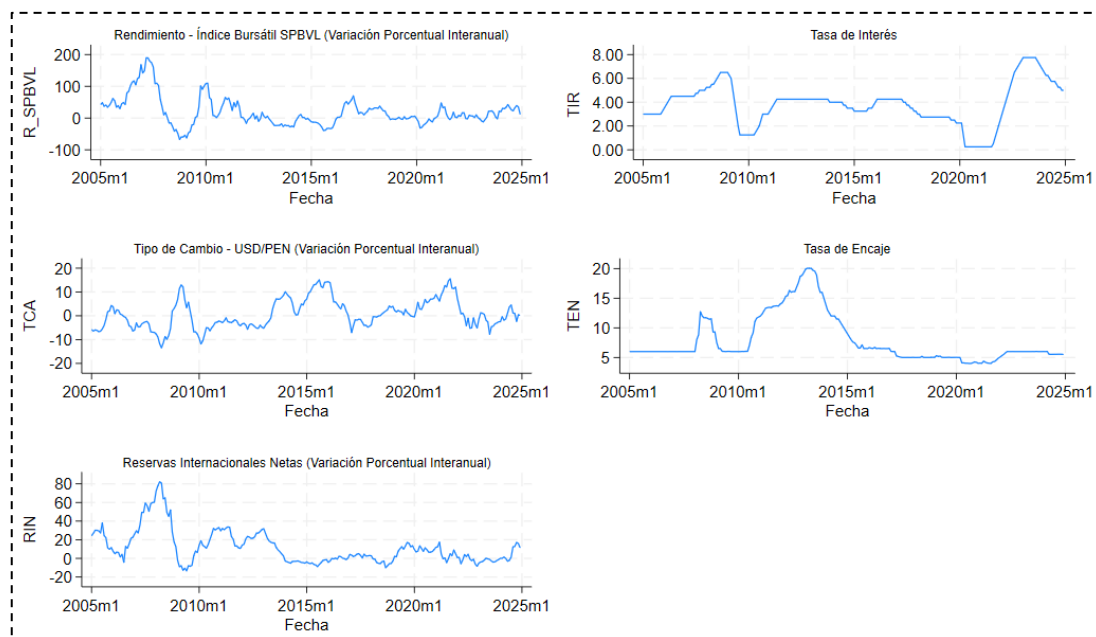 Rendimiento - Índice Bursátil SPBVL (Variación Porcentual Interanual)
R_SPBVL
200
100
0
-100
2005m1 2010m1 2015m1 2020m1 2025m1
Fecha
Tasa de Interés
TIR
8.00
6.00
4.00
2.00
0.00
2005m1 2010m1 2015m1 2020m1 2025m1
Fecha
Tipo de Cambio - USD/PEN (Variación Porcentual Interanual)
TCA
20
10
0
-10
-20
2005m1 2010m1 2015m1 2020m1 2025m1
Fecha
Tasa de Encaje
TEN
20
15
10
5
2005m1 2010m1 2015m1 2020m1 2025m1
Fecha
Reservas Internacionales Netas (Variación Porcentual Interanual)
RIN
80
60
40
20
0
-20
2005m1 2010m1 2015m1 2020m1 2025m1
Fecha